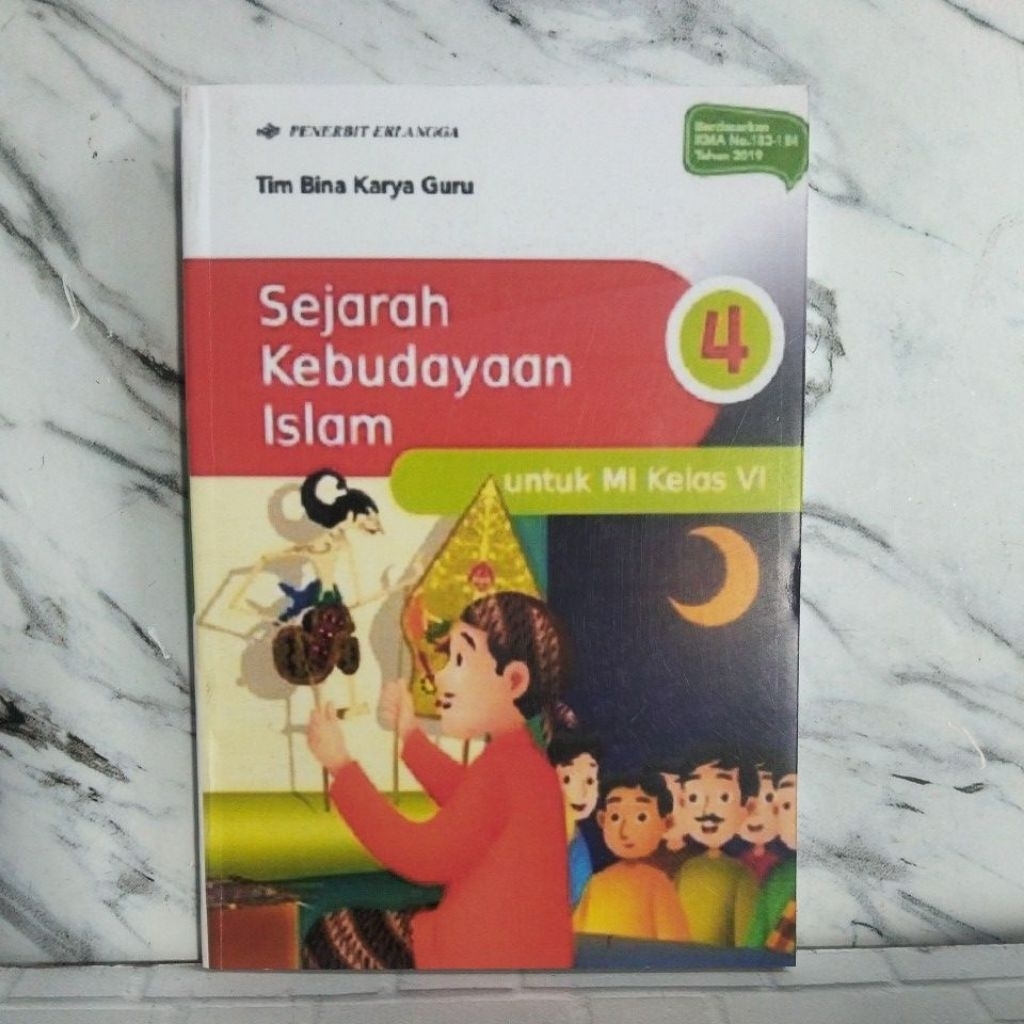 PENERBIT ERLANGGA
Berdasarkan
KMA No.183-184
Tahun 2019
Tim Bina Karya Guru
Sejarah
Kebudayaan
Islam
4
untuk MI Kelas VI